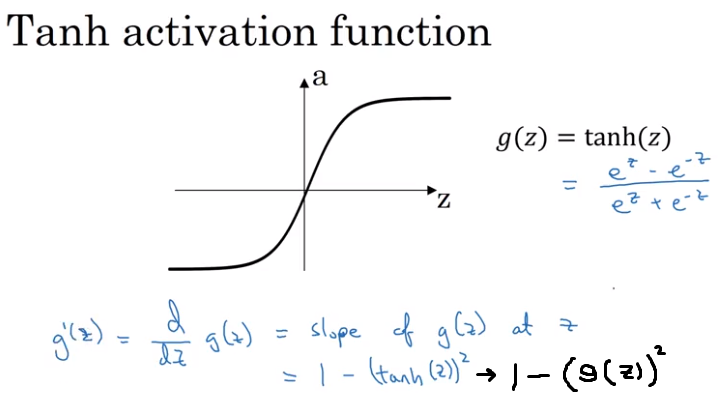 Tanh activation function
a
z
g(z) = tanh(z)
= (e^z - e^-z) / (e^z + e^-z)
g'(z) = d/dz g(z) = slope of g(z) at z
= 1 - (tanh(z))² → 1 - (g(z))²